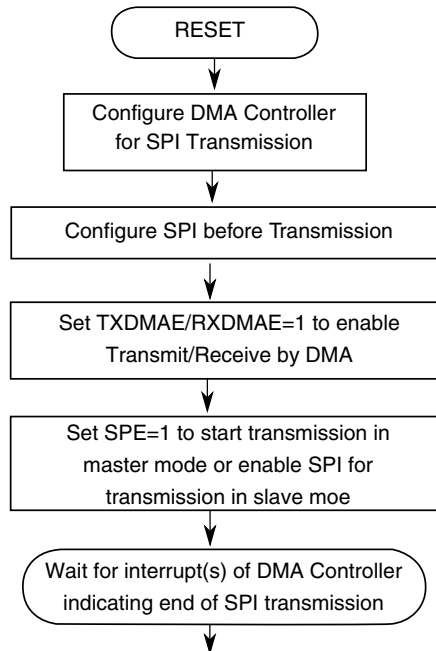 RESET
Configure DMA Controller
for SPI Transmission
Configure SPI before Transmission
Set TXDMAE/RXDMAE=1 to enable
Transmit/Receive by DMA
Set SPE=1 to start transmission in
master mode or enable SPI for
transmission in slave moe
Wait for interrupt(s) of DMA Controller
indicating end of SPI transmission